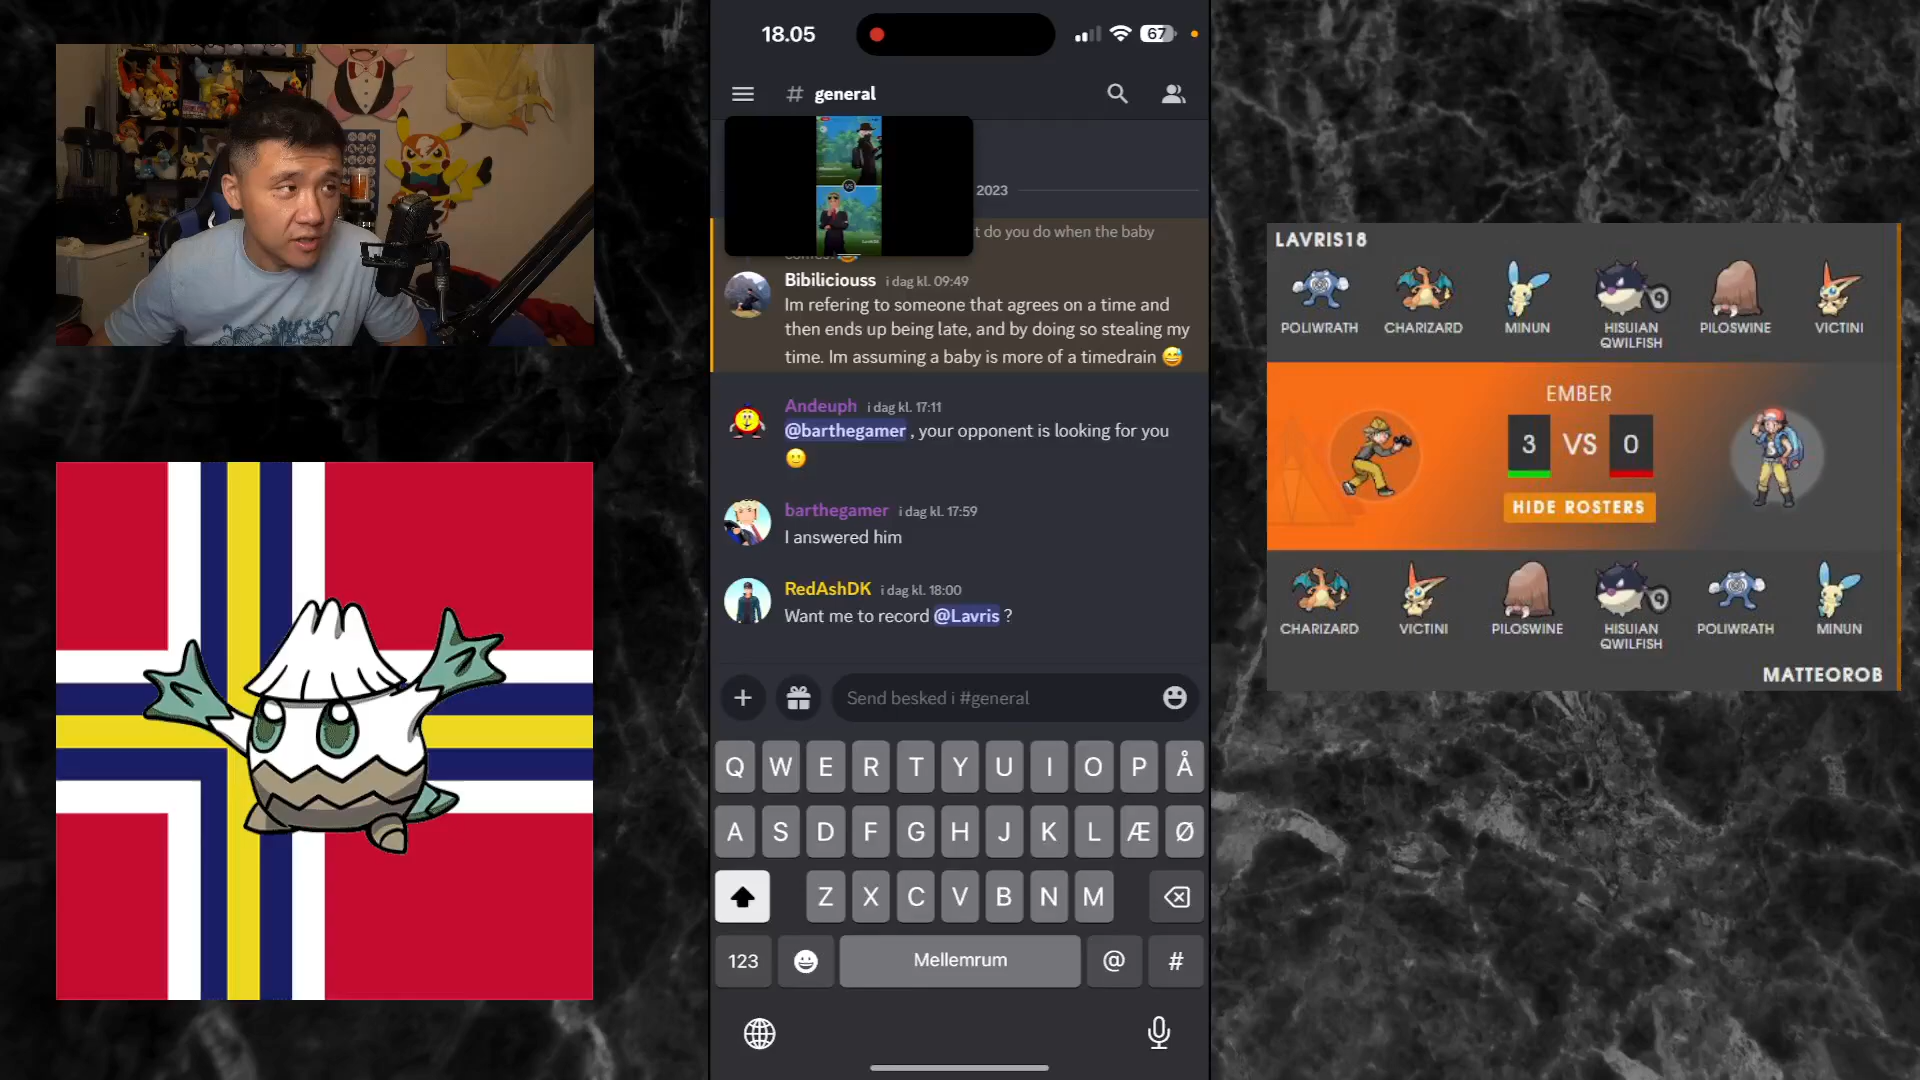 18.05
67
# general
2023
t do you do when the baby
Bibiliciouss i dag kl. 09:49
Im refering to someone that agrees on a time and
then ends up being late, and by doing so stealing my
time. Im assuming a baby is more of a timedrain 😅
Andeuph i dag kl. 17:11
@barthegamer , your opponent is looking for you
🙂
barthegamer i dag kl. 17:59
I answered him
RedAshDK i dag kl. 18:00
Want me to record @Lavris ?
Send besked i #general
Q W E R T Y U I O P Å
A S D F G H J K L Æ Ø
Z X C V B N M
123 Mellemrum @ #
LAVRIS18
POLIWRATH CHARIZARD MINUN HISUIAN QWILFISH PILOSWINE VICTINI
EMBER
3 VS 0
HIDE ROSTERS
CHARIZARD VICTINI PILOSWINE HISUIAN QWILFISH POLIWRATH MINUN
MATTEOROB